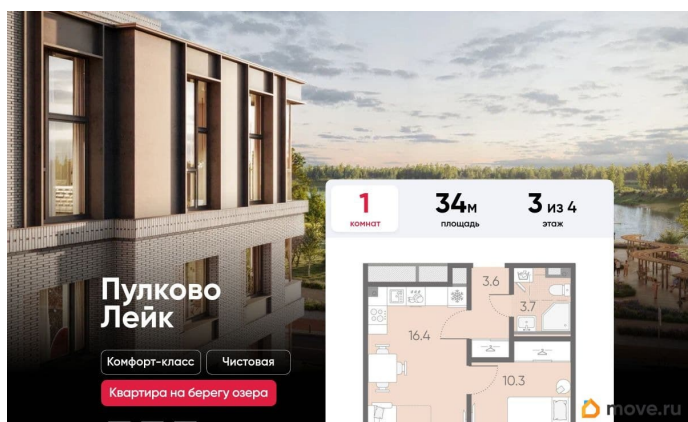 1
комнат
34м
площадь
3 из 4
этаж
Пулково
Лейк
Комфорт-класс
Чистовая
Квартира на берегу озера
3.6
3.7
16.4
10.3
move.ru